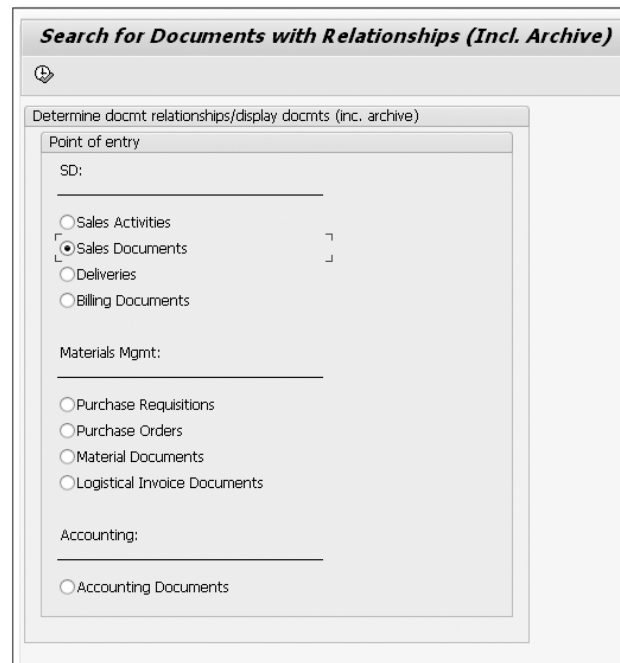 Search for Documents with Relationships (Incl. Archive)
Determine docmt relationships/display docmts (inc. archive)
Point of entry
SD:
Sales Activities
Sales Documents
Deliveries
Billing Documents
Materials Mgmt:
Purchase Requisitions
Purchase Orders
Material Documents
Logistical Invoice Documents
Accounting:
Accounting Documents